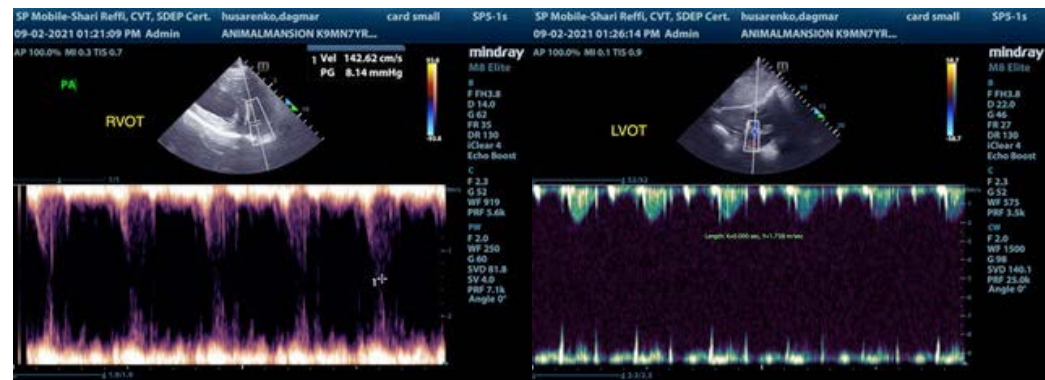 SP Mobile-Shari Reffi, CVT, SDEP Cert. husarenko,dagmar card small SP5-1s
09-02-2021 01:21:09 PM Admin ANIMALMANSION K9MN7YR...
AP 100.0% MI 0.3 TIS 0.7
1 Vel 142.62 cm/s
PG 8.14 mmHg
mindray
M8 Elite
PA
RVOT
B
F FH3.8
D 14.0
G 62
FR 35
DR 130
iClear 4
Echo Boost
C
F 2.3
G 52
WF 919
PRF 5.6k
PW
F 2.0
WF 250
G 60
SVD 81.8
SV 4.0
PRF 7.1k
Angle 0°
1
SP Mobile-Shari Reffi, CVT, SDEP Cert. husarenko,dagmar card small SP5-1s
09-02-2021 01:26:14 PM Admin ANIMALMANSION K9MN7YR...
AP 100.0% MI 0.1 TIS 0.9
mindray
M8 Elite
LVOT
B
F FH3.8
D 22.0
G 46
FR 27
DR 130
iClear 4
Echo Boost
C
F 2.3
G 52
WF 575
PRF 3.5k
CW
F 2.0
WF 1500
G 98
SVD 140.1
PRF 25.0k
Angle 0°